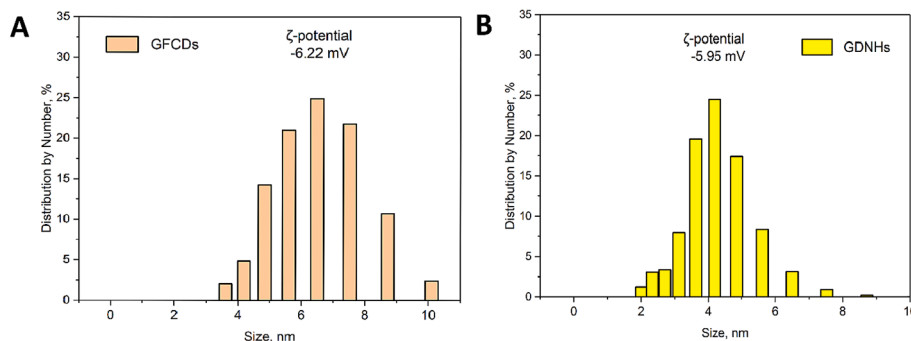 A
GFCDs
ζ-potential
-6.22 mV
Distribution by Number, %
35
30
25
20
15
10
5
0
0 2 4 6 8 10
Size, nm
B
ζ-potential
-5.95 mV
GDNHs
Distribution by Number, %
35
30
25
20
15
10
5
0
0 2 4 6 8 10
Size, nm